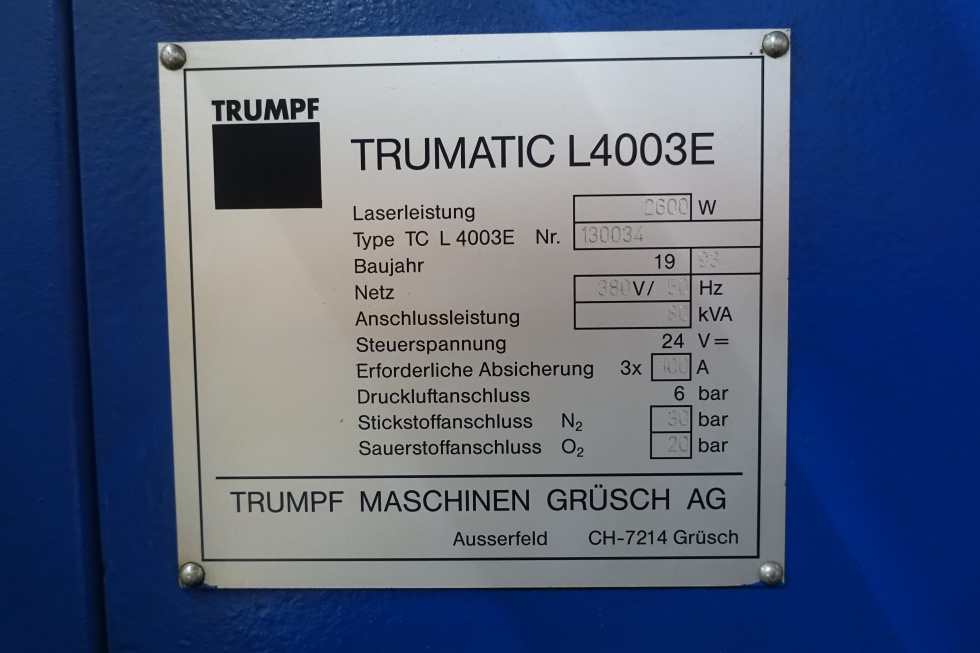 TRUMPF
TRUMATIC L4003E
Laserleistung 2600 W
Type TC L 4003E Nr. 130034
Baujahr 19 93
Netz 380V/ 50 Hz
Anschlussleistung kVA
Steuerspannung 24 V=
Erforderliche Absicherung 3x 100 A
Druckluftanschluss 6 bar
Stickstoffanschluss N₂ 30 bar
Sauerstoffanschluss O₂ 20 bar
TRUMPF MASCHINEN GRÜSCH AG
Ausserfeld CH-7214 Grüsch